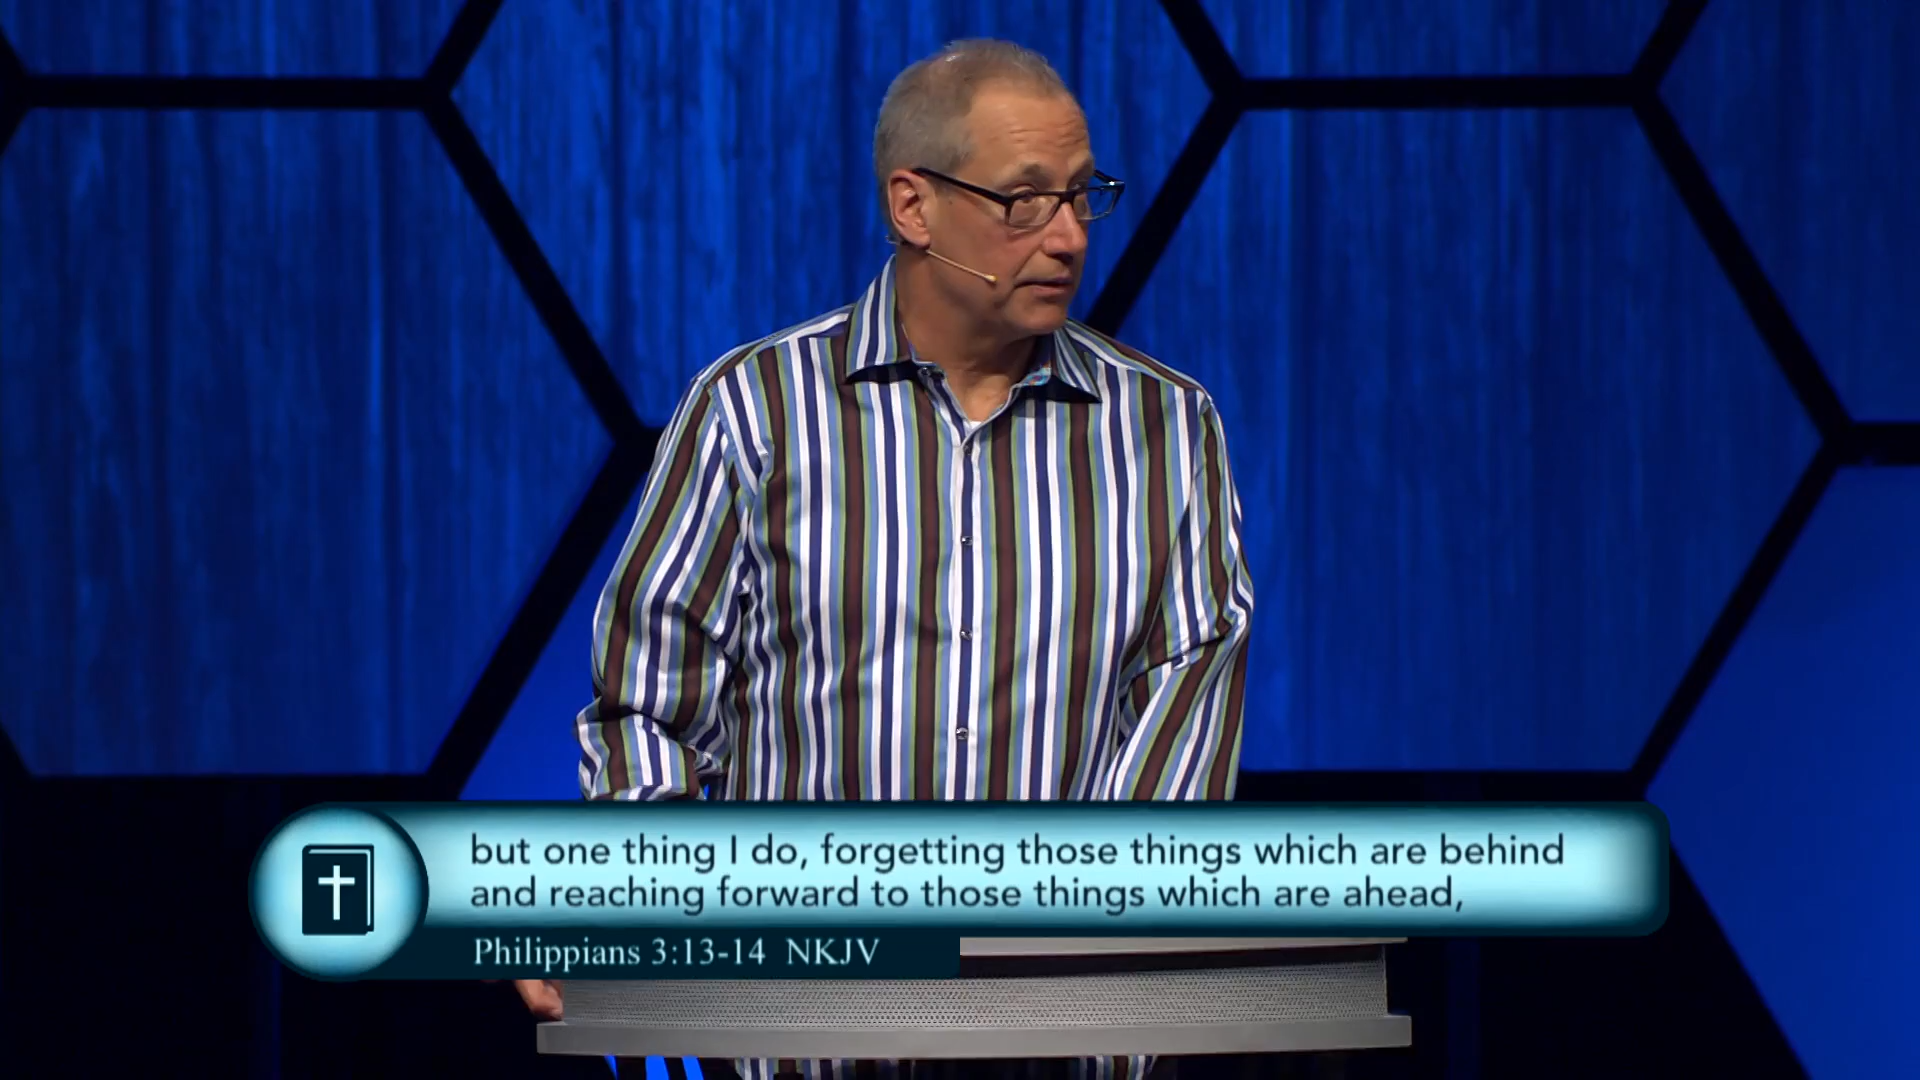 but one thing I do, forgetting those things which are behind
and reaching forward to those things which are ahead,
Philippians 3:13-14 NKJV